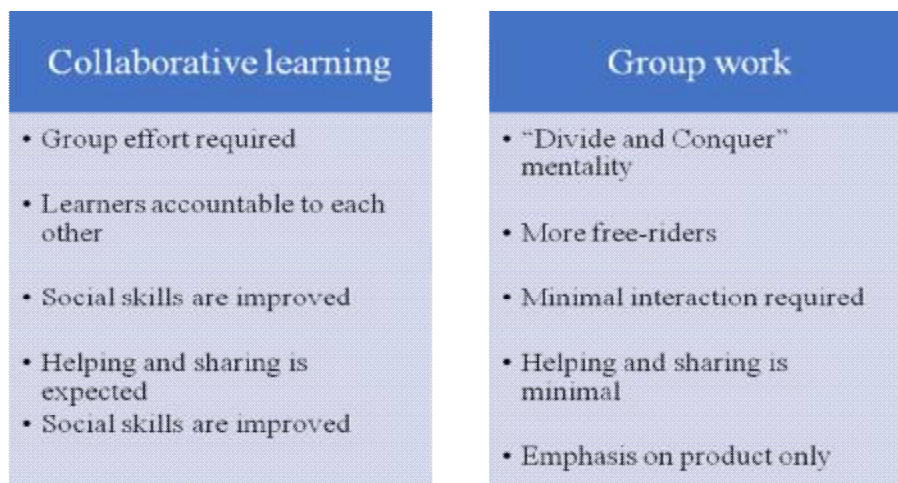 Collaborative learning
• Group effort required
• Learners accountable to each
other
• Social skills are improved
• Helping and sharing is
expected
• Social skills are improved
Group work
• “Divide and Conquer”
mentality
• More free-riders
• Minimal interaction required
• Helping and sharing is
minimal
• Emphasis on product only